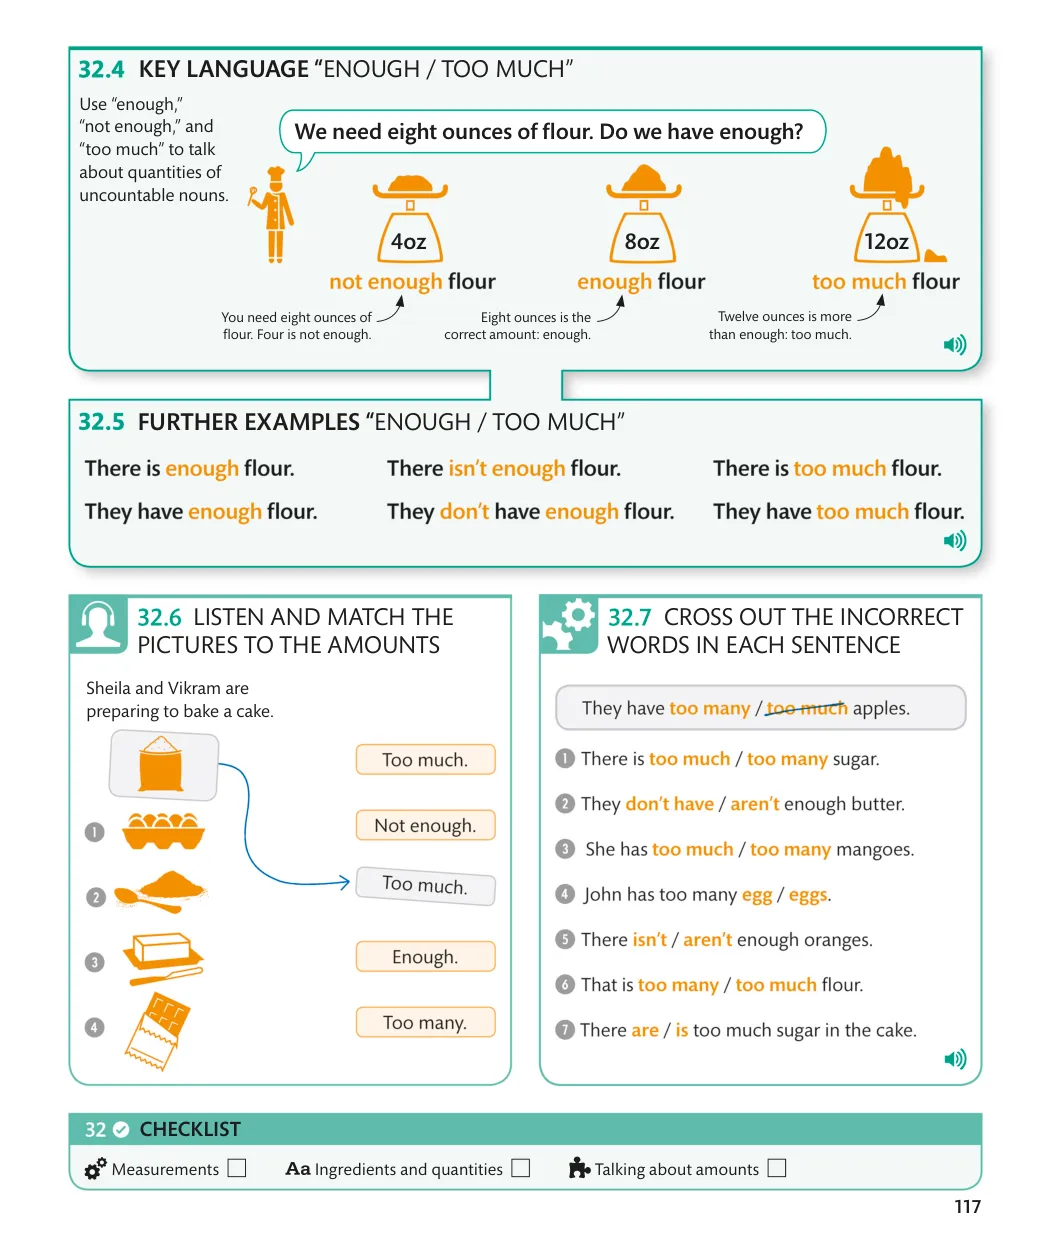 32.4 KEY LANGUAGE “ENOUGH / TOO MUCH”
Use “enough,”
“not enough,” and
“too much” to talk
about quantities of
uncountable nouns.
We need eight ounces of flour. Do we have enough?
4oz
8oz
12oz
not enough flour
enough flour
too much flour
You need eight ounces of
flour. Four is not enough.
Eight ounces is the
correct amount: enough.
Twelve ounces is more
than enough: too much.
32.5 FURTHER EXAMPLES “ENOUGH / TOO MUCH”
There is enough flour.
There isn’t enough flour.
There is too much flour.
They have enough flour.
They don’t have enough flour.
They have too much flour.
32.6 LISTEN AND MATCH THE
PICTURES TO THE AMOUNTS
Sheila and Vikram are
preparing to bake a cake.
Too much.
1
Not enough.
2
Too much.
3
Enough.
4
Too many.
32.7 CROSS OUT THE INCORRECT
WORDS IN EACH SENTENCE
They have too many / too much apples.
1 There is too much / too many sugar.
2 They don’t have / aren’t enough butter.
3 She has too much / too many mangoes.
4 John has too many egg / eggs.
5 There isn’t / aren’t enough oranges.
6 That is too many / too much flour.
7 There are / is too much sugar in the cake.
32 CHECKLIST
Measurements
Aa Ingredients and quantities
Talking about amounts
117